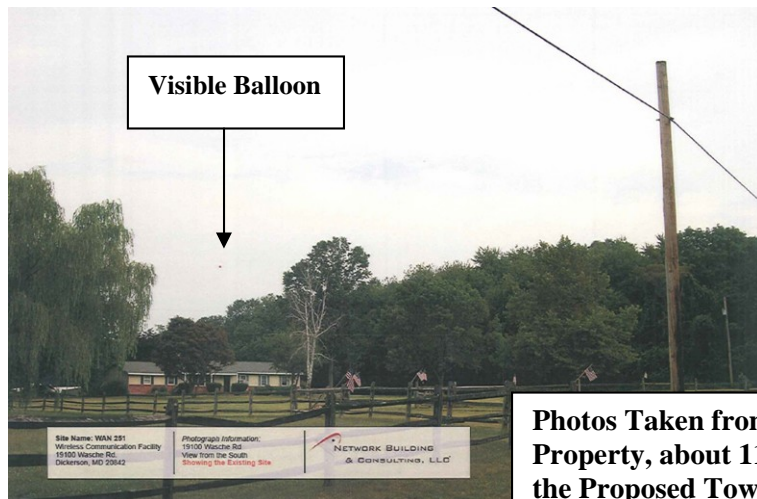 Visible Balloon
Site Name: WAN 291
Wireless Communication Facility
19100 Wasche Rd.
Dickerson, MD 20842
Photograph Information:
19100 Wasche Rd
View from the South
Showing the Existing Site
NETWORK BUILDING
& CONSULTING, LLC
Photos Taken from
Property, about 11
the Proposed Tow